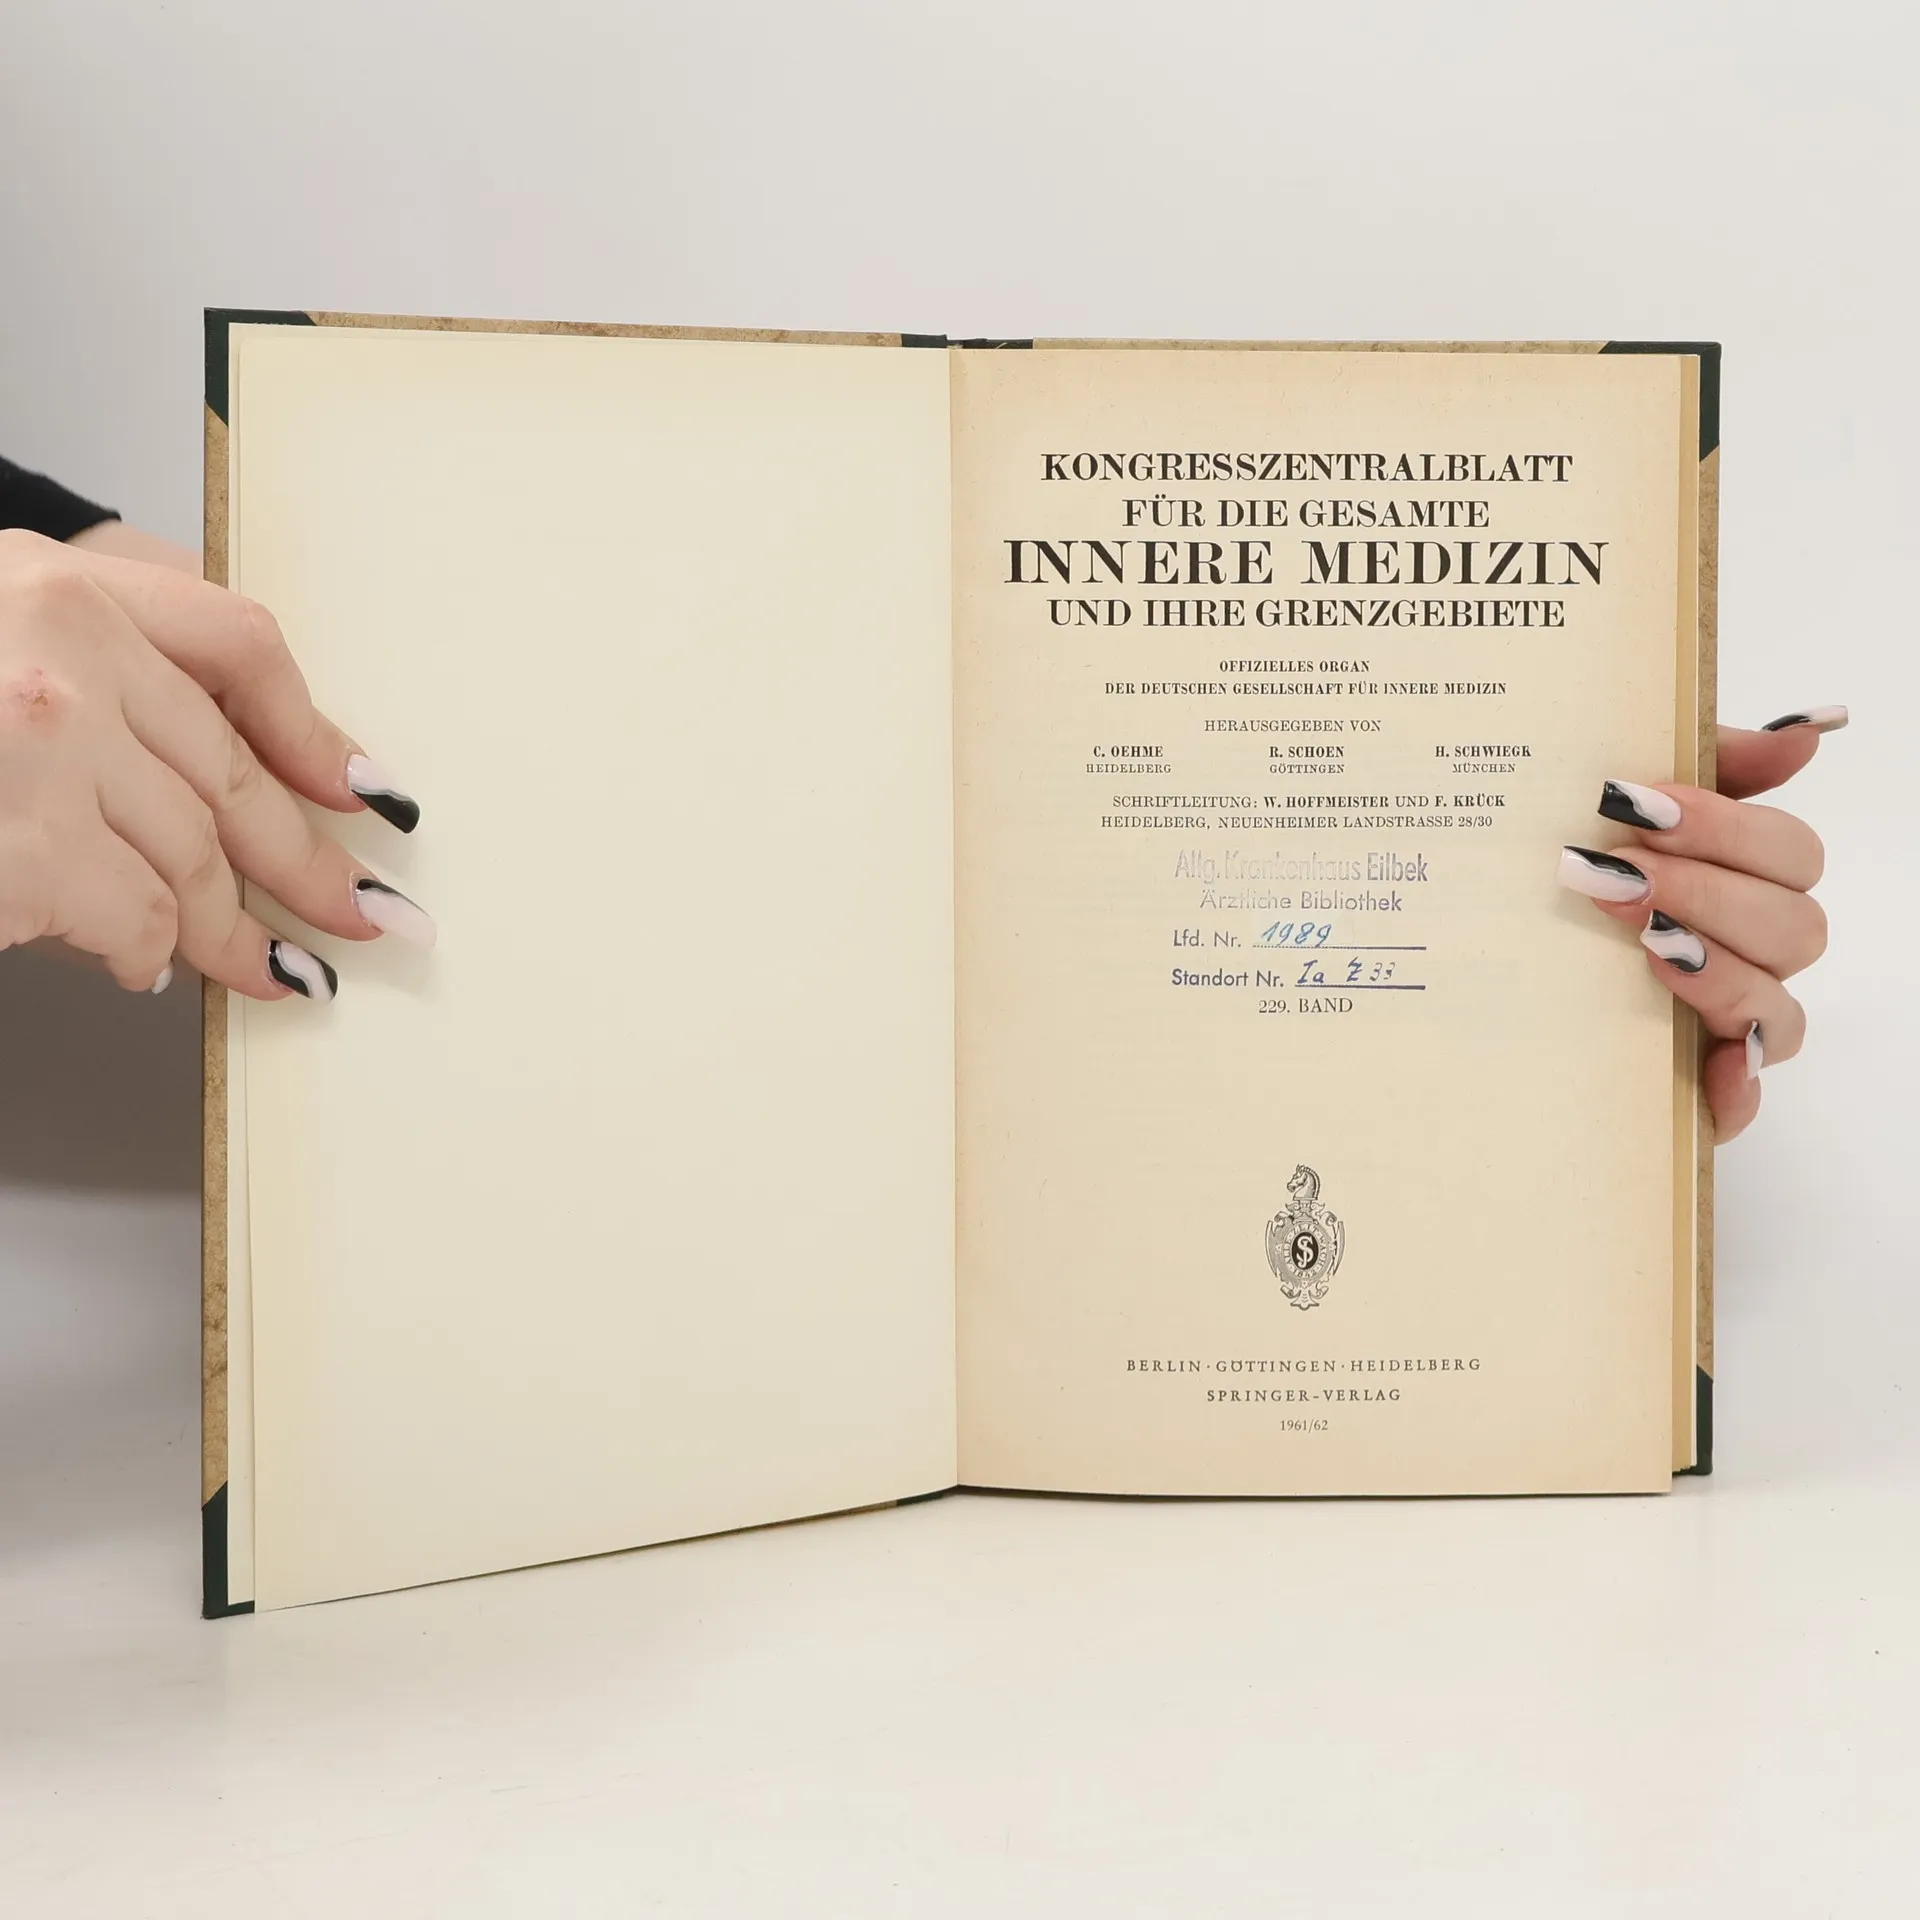 KONGRESSZENTRALBLATT
FÜR DIE GESAMTE
INNERE MEDIZIN
UND IHRE GRENZGEBIETE
OFFIZIELLES ORGAN
DER DEUTSCHEN GESELLSCHAFT FÜR INNERE MEDIZIN
HERAUSGEGEBEN VON
C. OEHME R. SCHOEN H. SCHWIEGK
HEIDELBERG GÖTTINGEN MÜNCHEN
SCHRIFTLEITUNG: W. HOFFMEISTER UND F. KRÜCK
HEIDELBERG, NEUENHEIMER LANDSTRASSE 28/30
Allg. Krankenhaus Eilbek
Ärztliche Bibliothek
Lfd. Nr. 1989
Standort Nr. Ia Z 33
229. BAND
BERLIN · GÖTTINGEN · HEIDELBERG
SPRINGER-VERLAG
1961/62